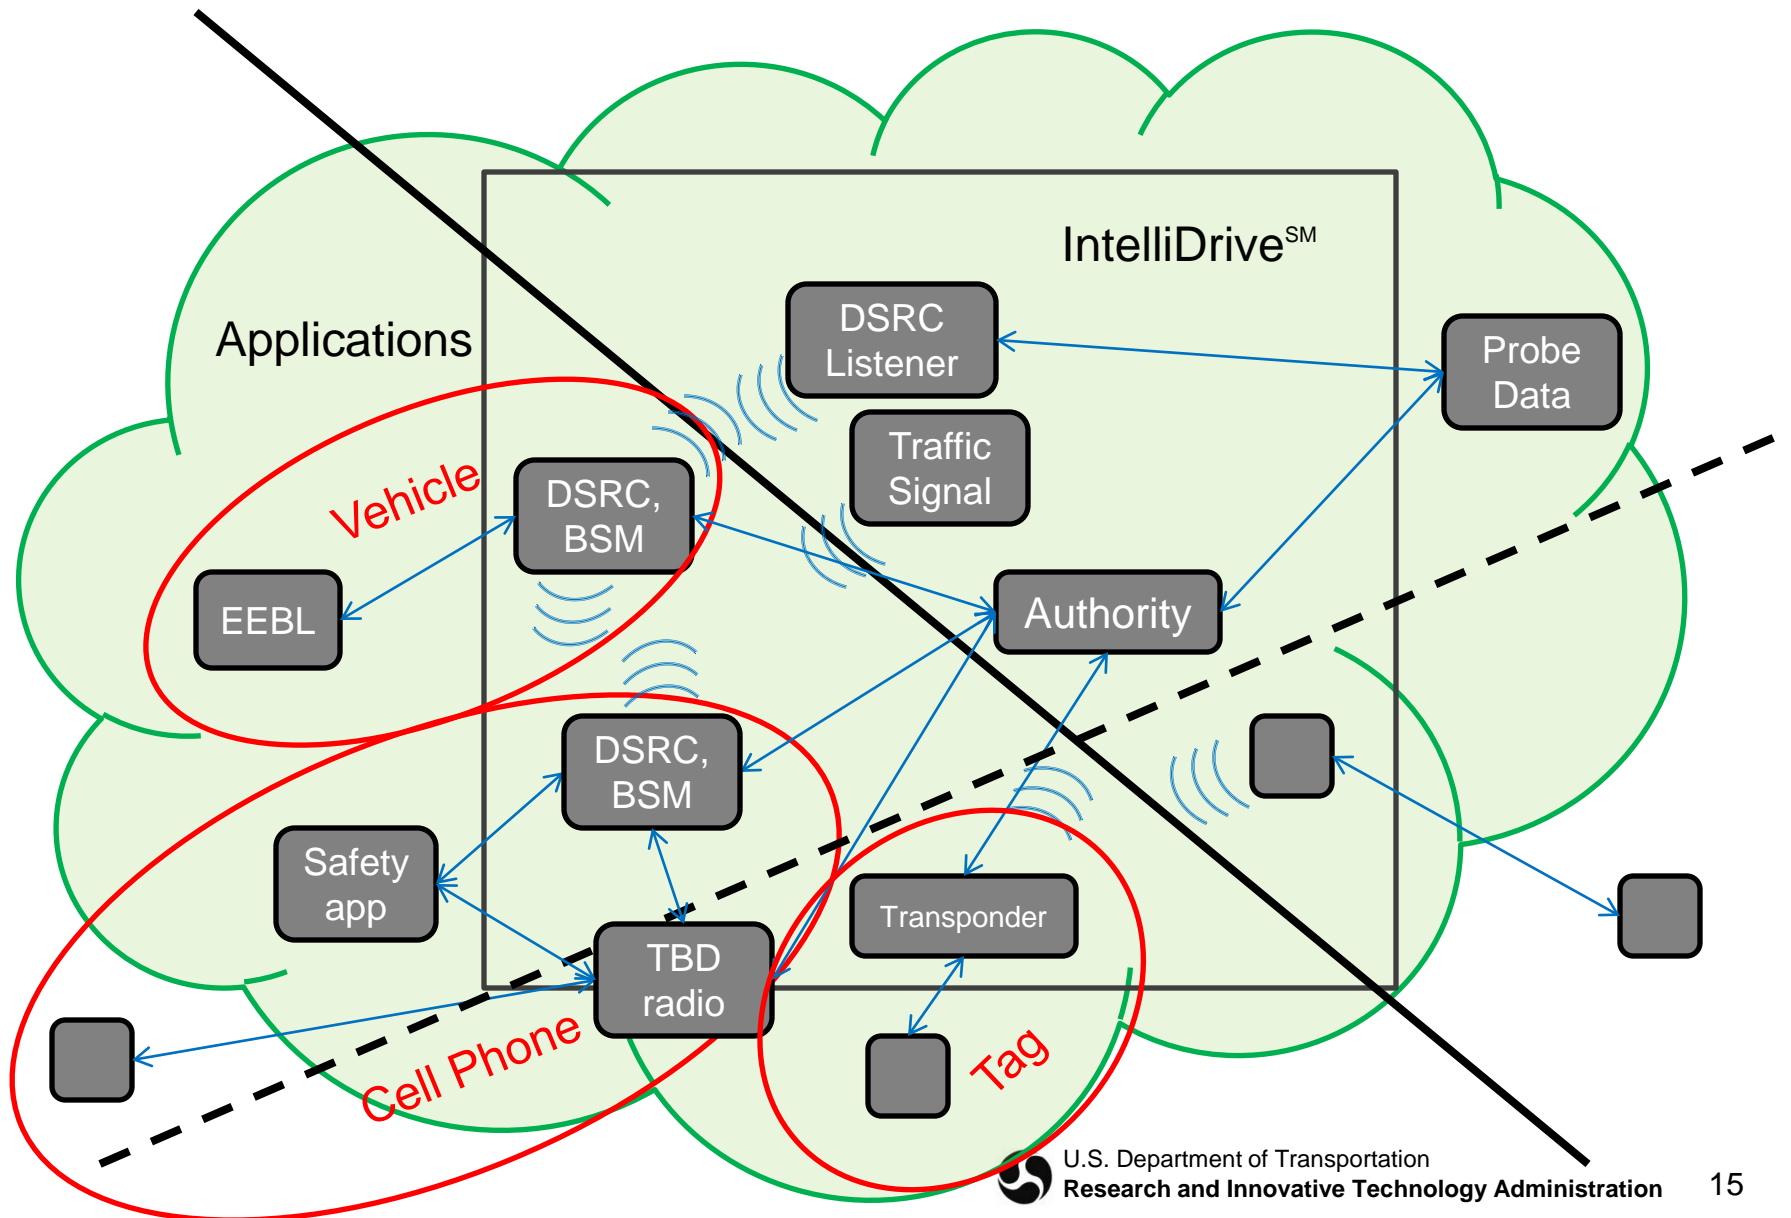 IntelliDrive℠
Applications
DSRC
Listener
Probe
Data
Traffic
Signal
Vehicle
DSRC,
BSM
EEBL
Authority
DSRC,
BSM
Safety
app
Transponder
TBD
radio
Cell Phone
Tag
U.S. Department of Transportation
Research and Innovative Technology Administration
15